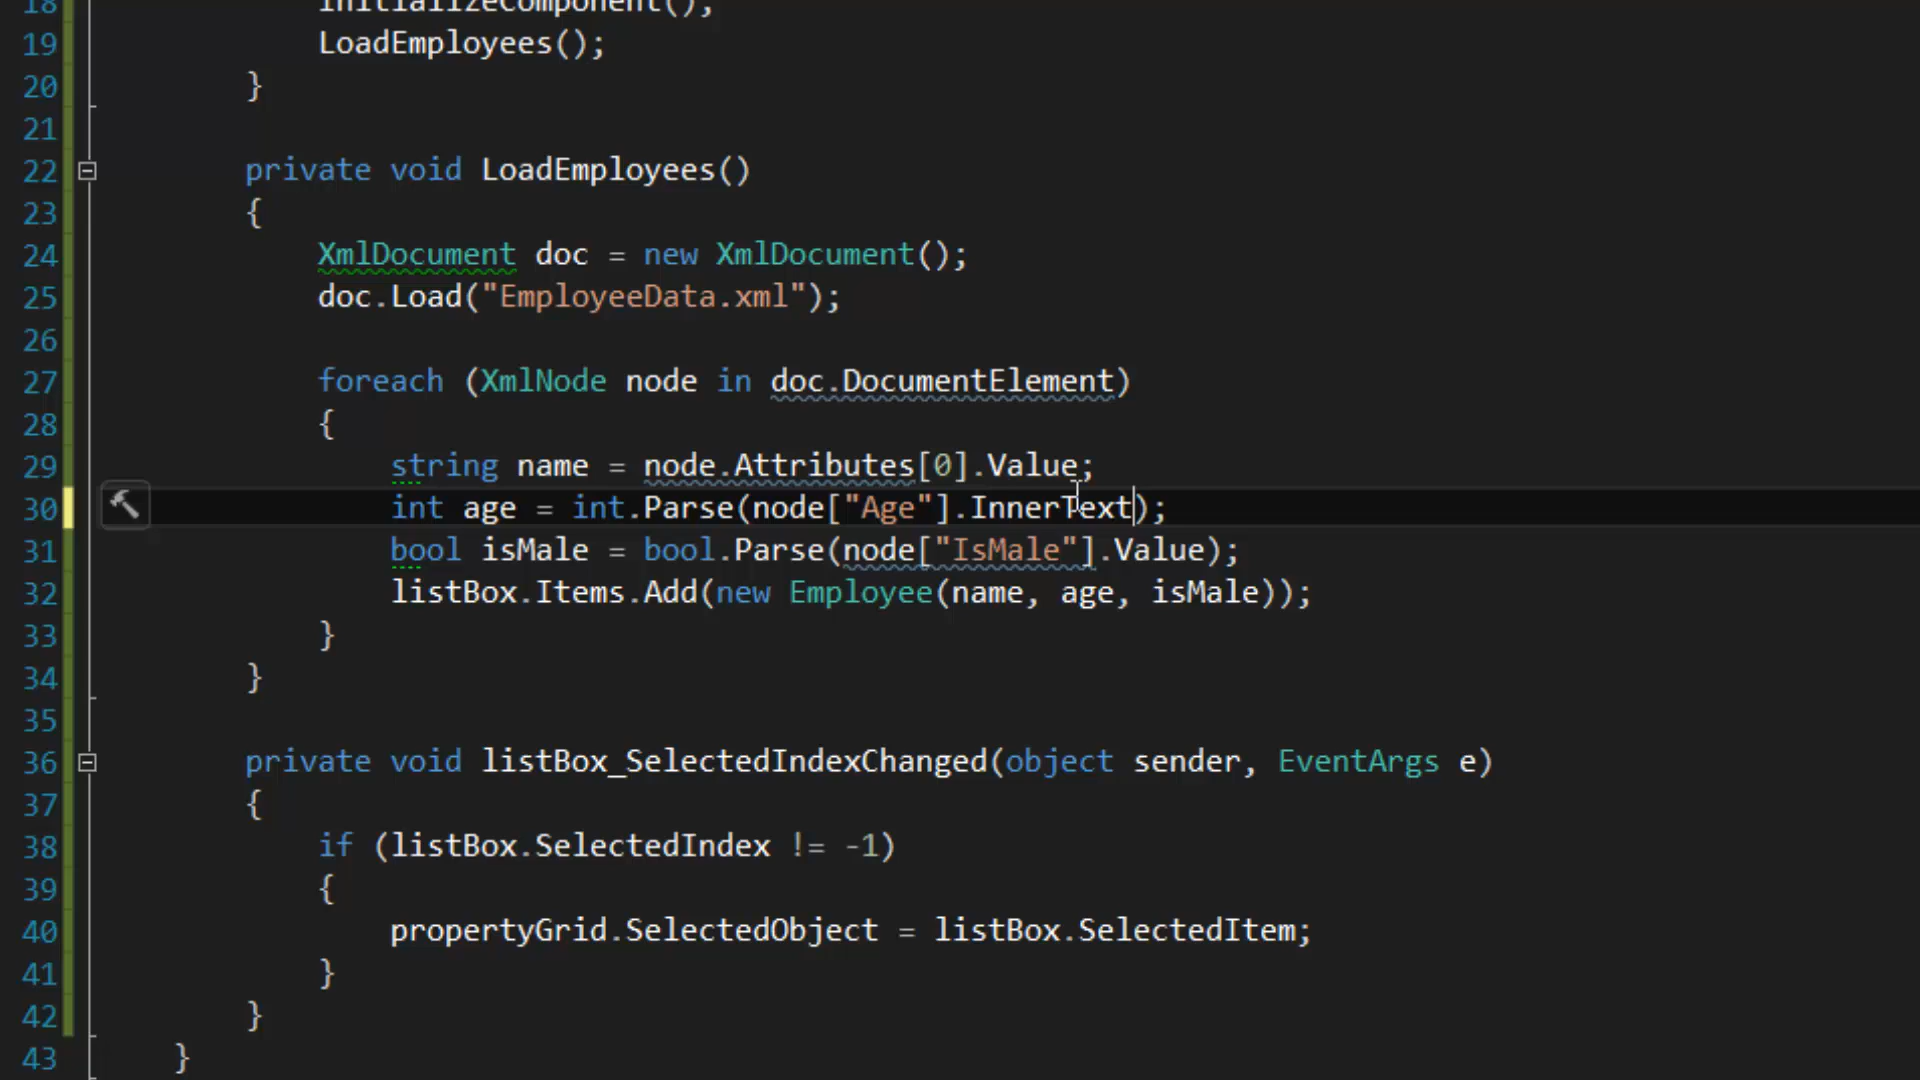 18 InitializeComponent();
19 LoadEmployees();
20 }
21
22 private void LoadEmployees()
23 {
24 XmlDocument doc = new XmlDocument();
25 doc.Load("EmployeeData.xml");
26
27 foreach (XmlNode node in doc.DocumentElement)
28 {
29 string name = node.Attributes[0].Value;
30 int age = int.Parse(node["Age"].InnerText);
31 bool isMale = bool.Parse(node["IsMale"].Value);
32 listBox.Items.Add(new Employee(name, age, isMale));
33 }
34 }
35
36 private void listBox_SelectedIndexChanged(object sender, EventArgs e)
37 {
38 if (listBox.SelectedIndex != -1)
39 {
40 propertyGrid.SelectedObject = listBox.SelectedItem;
41 }
42 }
43 }